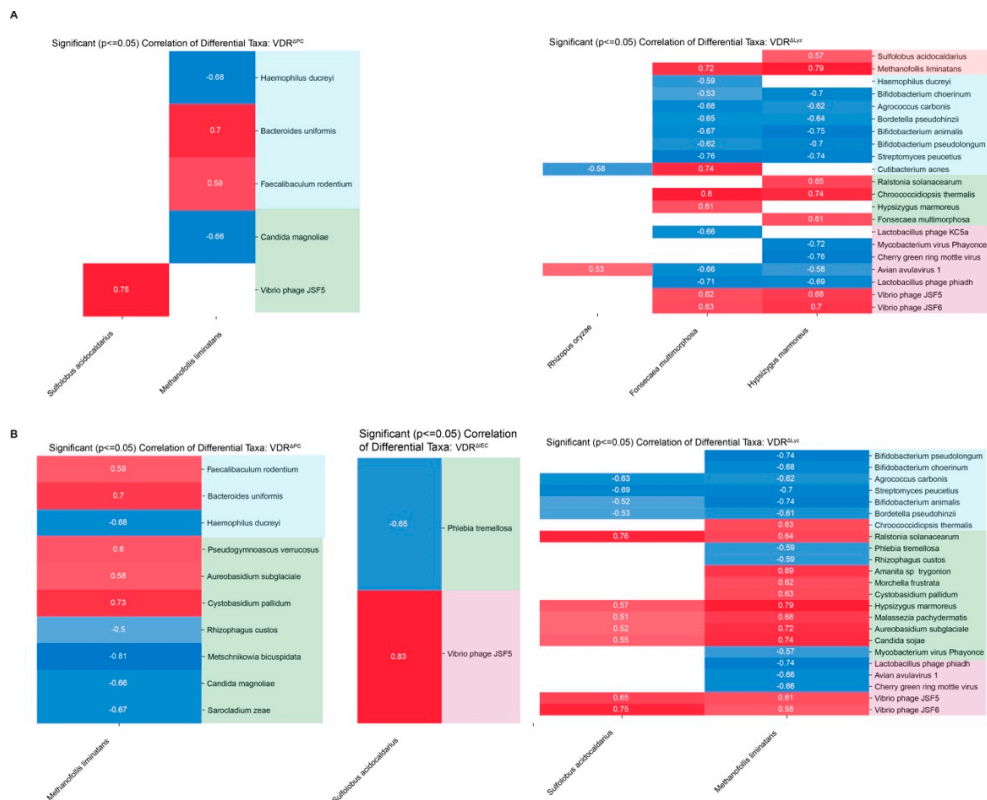 A
Significant (p<=0.05) Correlation of Differential Taxa: VDR^ΔPC
-0.68 Haemophilus ducreyi
0.7 Bacteroides uniformis
0.59 Faecalibaculum rodentium
-0.66 Candida magnoliae
0.75 Vibrio phage JSF5
Sulfolobus acidocaldarius
Methanofollis liminatans
Significant (p<=0.05) Correlation of Differential Taxa: VDR^ΔLyz
0.57 Sulfolobus acidocaldarius
0.72 0.79 Methanofollis liminatans
-0.59 Haemophilus ducreyi
-0.53 -0.7 Bifidobacterium choerinum
-0.68 -0.62 Agrococcus carbonis
-0.65 -0.64 Bordetella pseudohinzii
-0.67 -0.75 Bifidobacterium animalis
-0.62 -0.7 Bifidobacterium pseudolongum
-0.76 -0.74 Streptomyces peucetius
-0.58 0.74 Cutibacterium acnes
0.65 Ralstonia solanacearum
0.8 0.74 Chroococcidiopsis thermalis
0.61 Hypsizygus marmoreus
0.61 Fonsecaea multimorphosa
-0.66 Lactobacillus phage KC5a
-0.72 Mycobacterium virus Phayonce
-0.76 Cherry green ring mottle virus
0.53 -0.66 -0.58 Avian avulavirus 1
-0.71 -0.69 Lactobacillus phage phiadh
0.62 0.68 Vibrio phage JSF5
0.63 0.7 Vibrio phage JSF6
Rhizopus oryzae
Fonsecaea multimorphosa
Hypsizygus marmoreus
B
Significant (p<=0.05) Correlation of Differential Taxa: VDR^ΔPC
0.59 Faecalibaculum rodentium
0.7 Bacteroides uniformis
-0.68 Haemophilus ducreyi
0.6 Pseudogymnoascus verrucosus
0.58 Aureobasidium subglaciale
0.73 Cystobasidium pallidum
-0.5 Rhizophagus custos
-0.81 Metschnikowia bicuspidata
-0.66 Candida magnoliae
-0.67 Sarocladium zeae
Methanofollis liminatans
Significant (p<=0.05) Correlation
of Differential Taxa: VDR^ΔIEC
-0.65 Phlebia tremellosa
0.83 Vibrio phage JSF5
Sulfolobus acidocaldarius
Significant (p<=0.05) Correlation of Differential Taxa: VDR^ΔLyz
-0.74 Bifidobacterium pseudolongum
-0.68 Bifidobacterium choerinum
-0.63 -0.62 Agrococcus carbonis
-0.69 -0.7 Streptomyces peucetius
-0.52 -0.74 Bifidobacterium animalis
-0.53 -0.61 Bordetella pseudohinzii
0.63 Chroococcidiopsis thermalis
0.76 0.64 Ralstonia solanacearum
-0.59 Phlebia tremellosa
-0.59 Rhizophagus custos
0.69 Amanita sp trygonion
0.62 Morchella frustrata
0.63 Cystobasidium pallidum
0.57 0.79 Hypsizygus marmoreus
0.51 0.68 Malassezia pachydermatis
0.52 0.72 Aureobasidium subglaciale
0.55 0.74 Candida sojae
-0.57 Mycobacterium virus Phayonce
-0.74 Lactobacillus phage phiadh
-0.66 Avian avulavirus 1
-0.66 Cherry green ring mottle virus
0.65 0.61 Vibrio phage JSF5
0.75 0.58 Vibrio phage JSF6
Sulfolobus acidocaldarius
Methanofollis liminatans